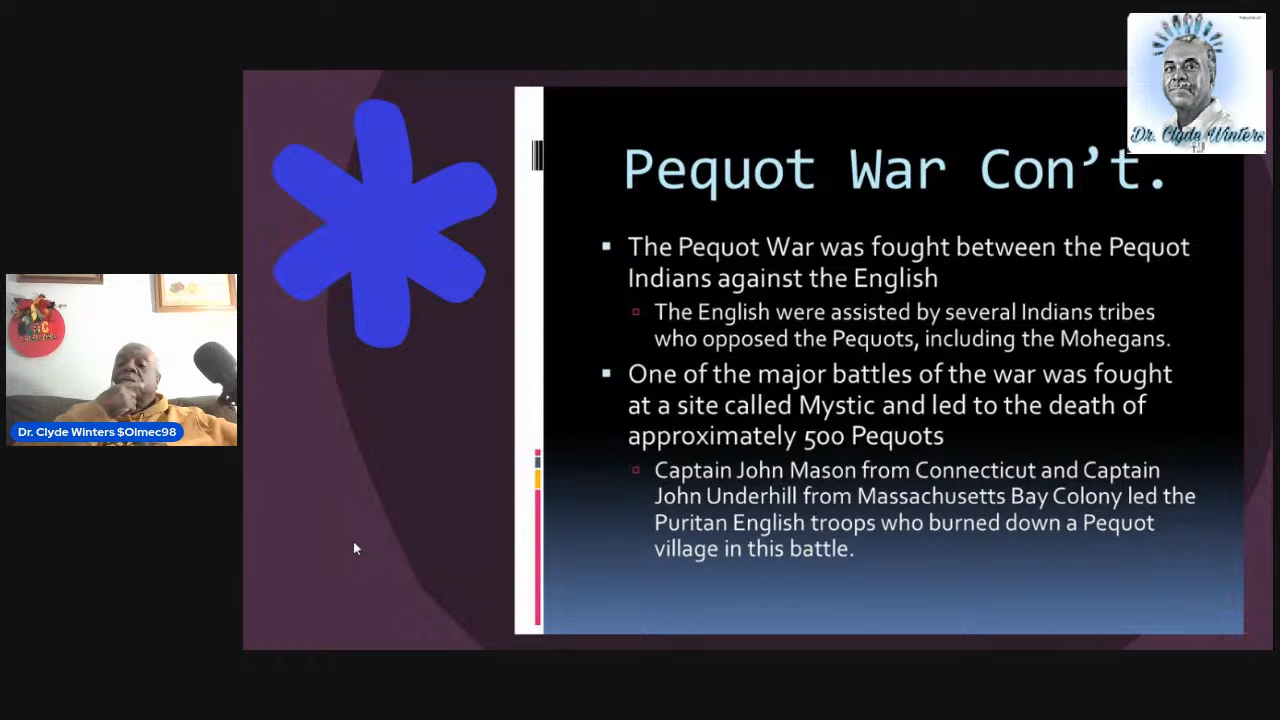 Dr. Clyde Winters
Pequot War Con't.
The Pequot War was fought between the Pequot
Indians against the English
The English were assisted by several Indians tribes
who opposed the Pequots, including the Mohegans.
One of the major battles of the war was fought
at a site called Mystic and led to the death of
approximately 500 Pequots
Captain John Mason from Connecticut and Captain
John Underhill from Massachusetts Bay Colony led the
Puritan English troops who burned down a Pequot
village in this battle.
Dr. Clyde Winters $Olmec98